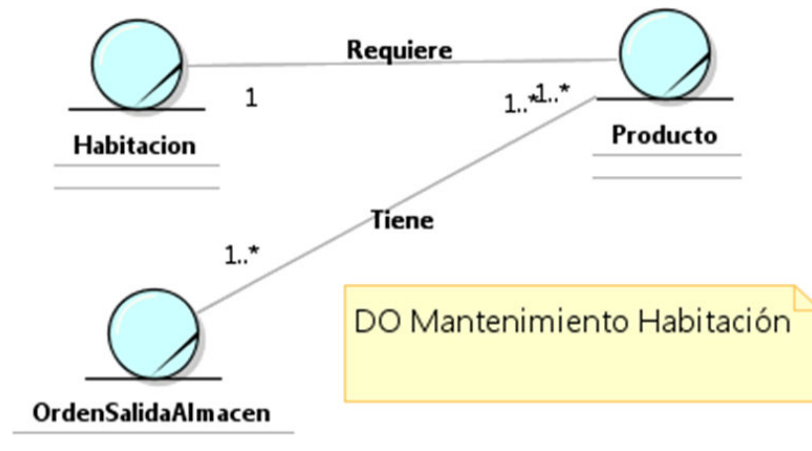 Requiere
1
1..*
1..*
Habitacion
Producto
Tiene
1..*
DO Mantenimiento Habitación
OrdenSalidaAlmacen